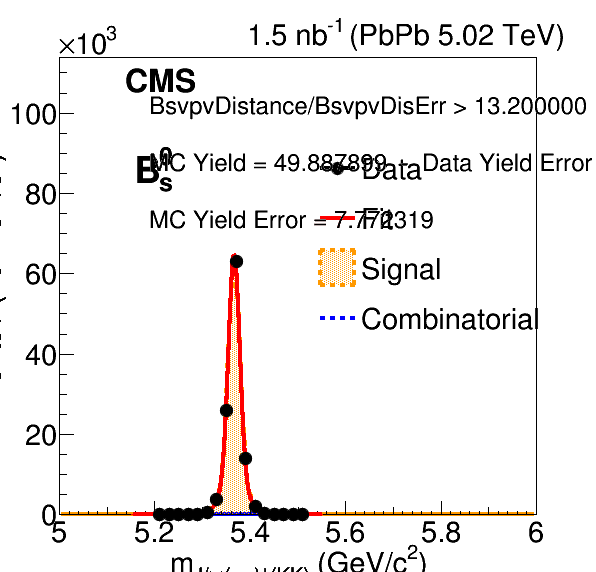 ×10³ 1.5 nb⁻¹ (PbPb 5.02 TeV)
CMS
BsvpvDistance/BsvpvDisErr > 13.200000
MC Yield = 49.887899 Data Yield Error
B⁰s
Data
MC Yield Error = 7.772319
Fit
Signal
Combinatorial
100
80
60
40
20
0
5 5.2 5.4 5.6 5.8 6
m (GeV/c²)